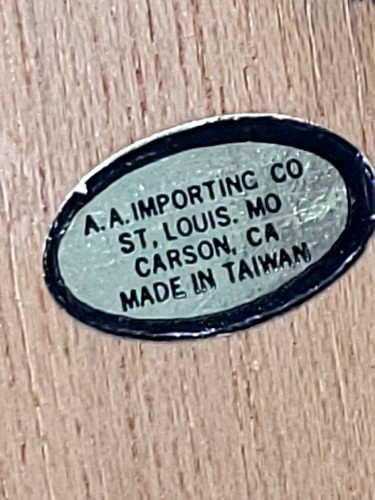 A.A.IMPORTING CO
ST. LOUIS. MO
CARSON, CA
MADE IN TAIWAN